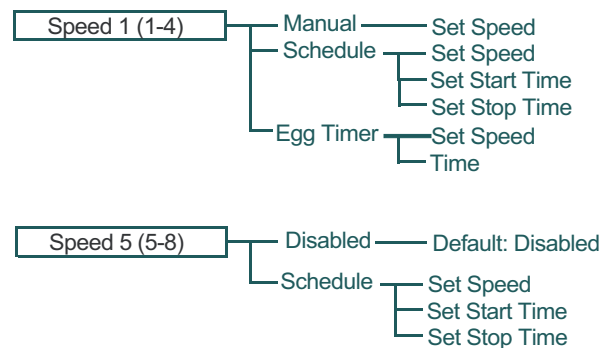 Speed 1 (1-4) Manual Set Speed
Schedule Set Speed
Set Start Time
Set Stop Time
Egg Timer Set Speed
Time
Speed 5 (5-8) Disabled Default: Disabled
Schedule Set Speed
Set Start Time
Set Stop Time